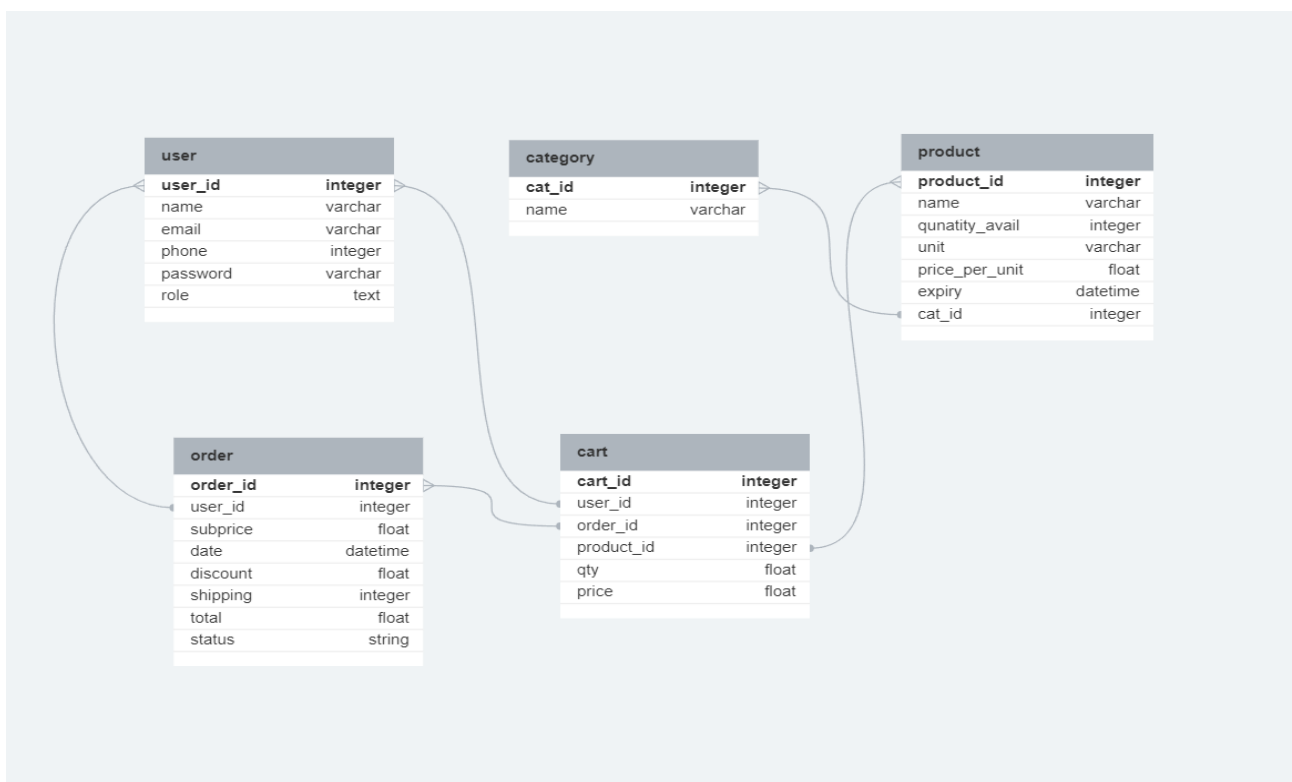 user
user_id integer
name varchar
email varchar
phone integer
password varchar
role text
category
cat_id integer
name varchar
product
product_id integer
name varchar
qunatity_avail integer
unit varchar
price_per_unit float
expiry datetime
cat_id integer
order
order_id integer
user_id integer
subprice float
date datetime
discount float
shipping integer
total float
status string
cart
cart_id integer
user_id integer
order_id integer
product_id integer
qty float
price float